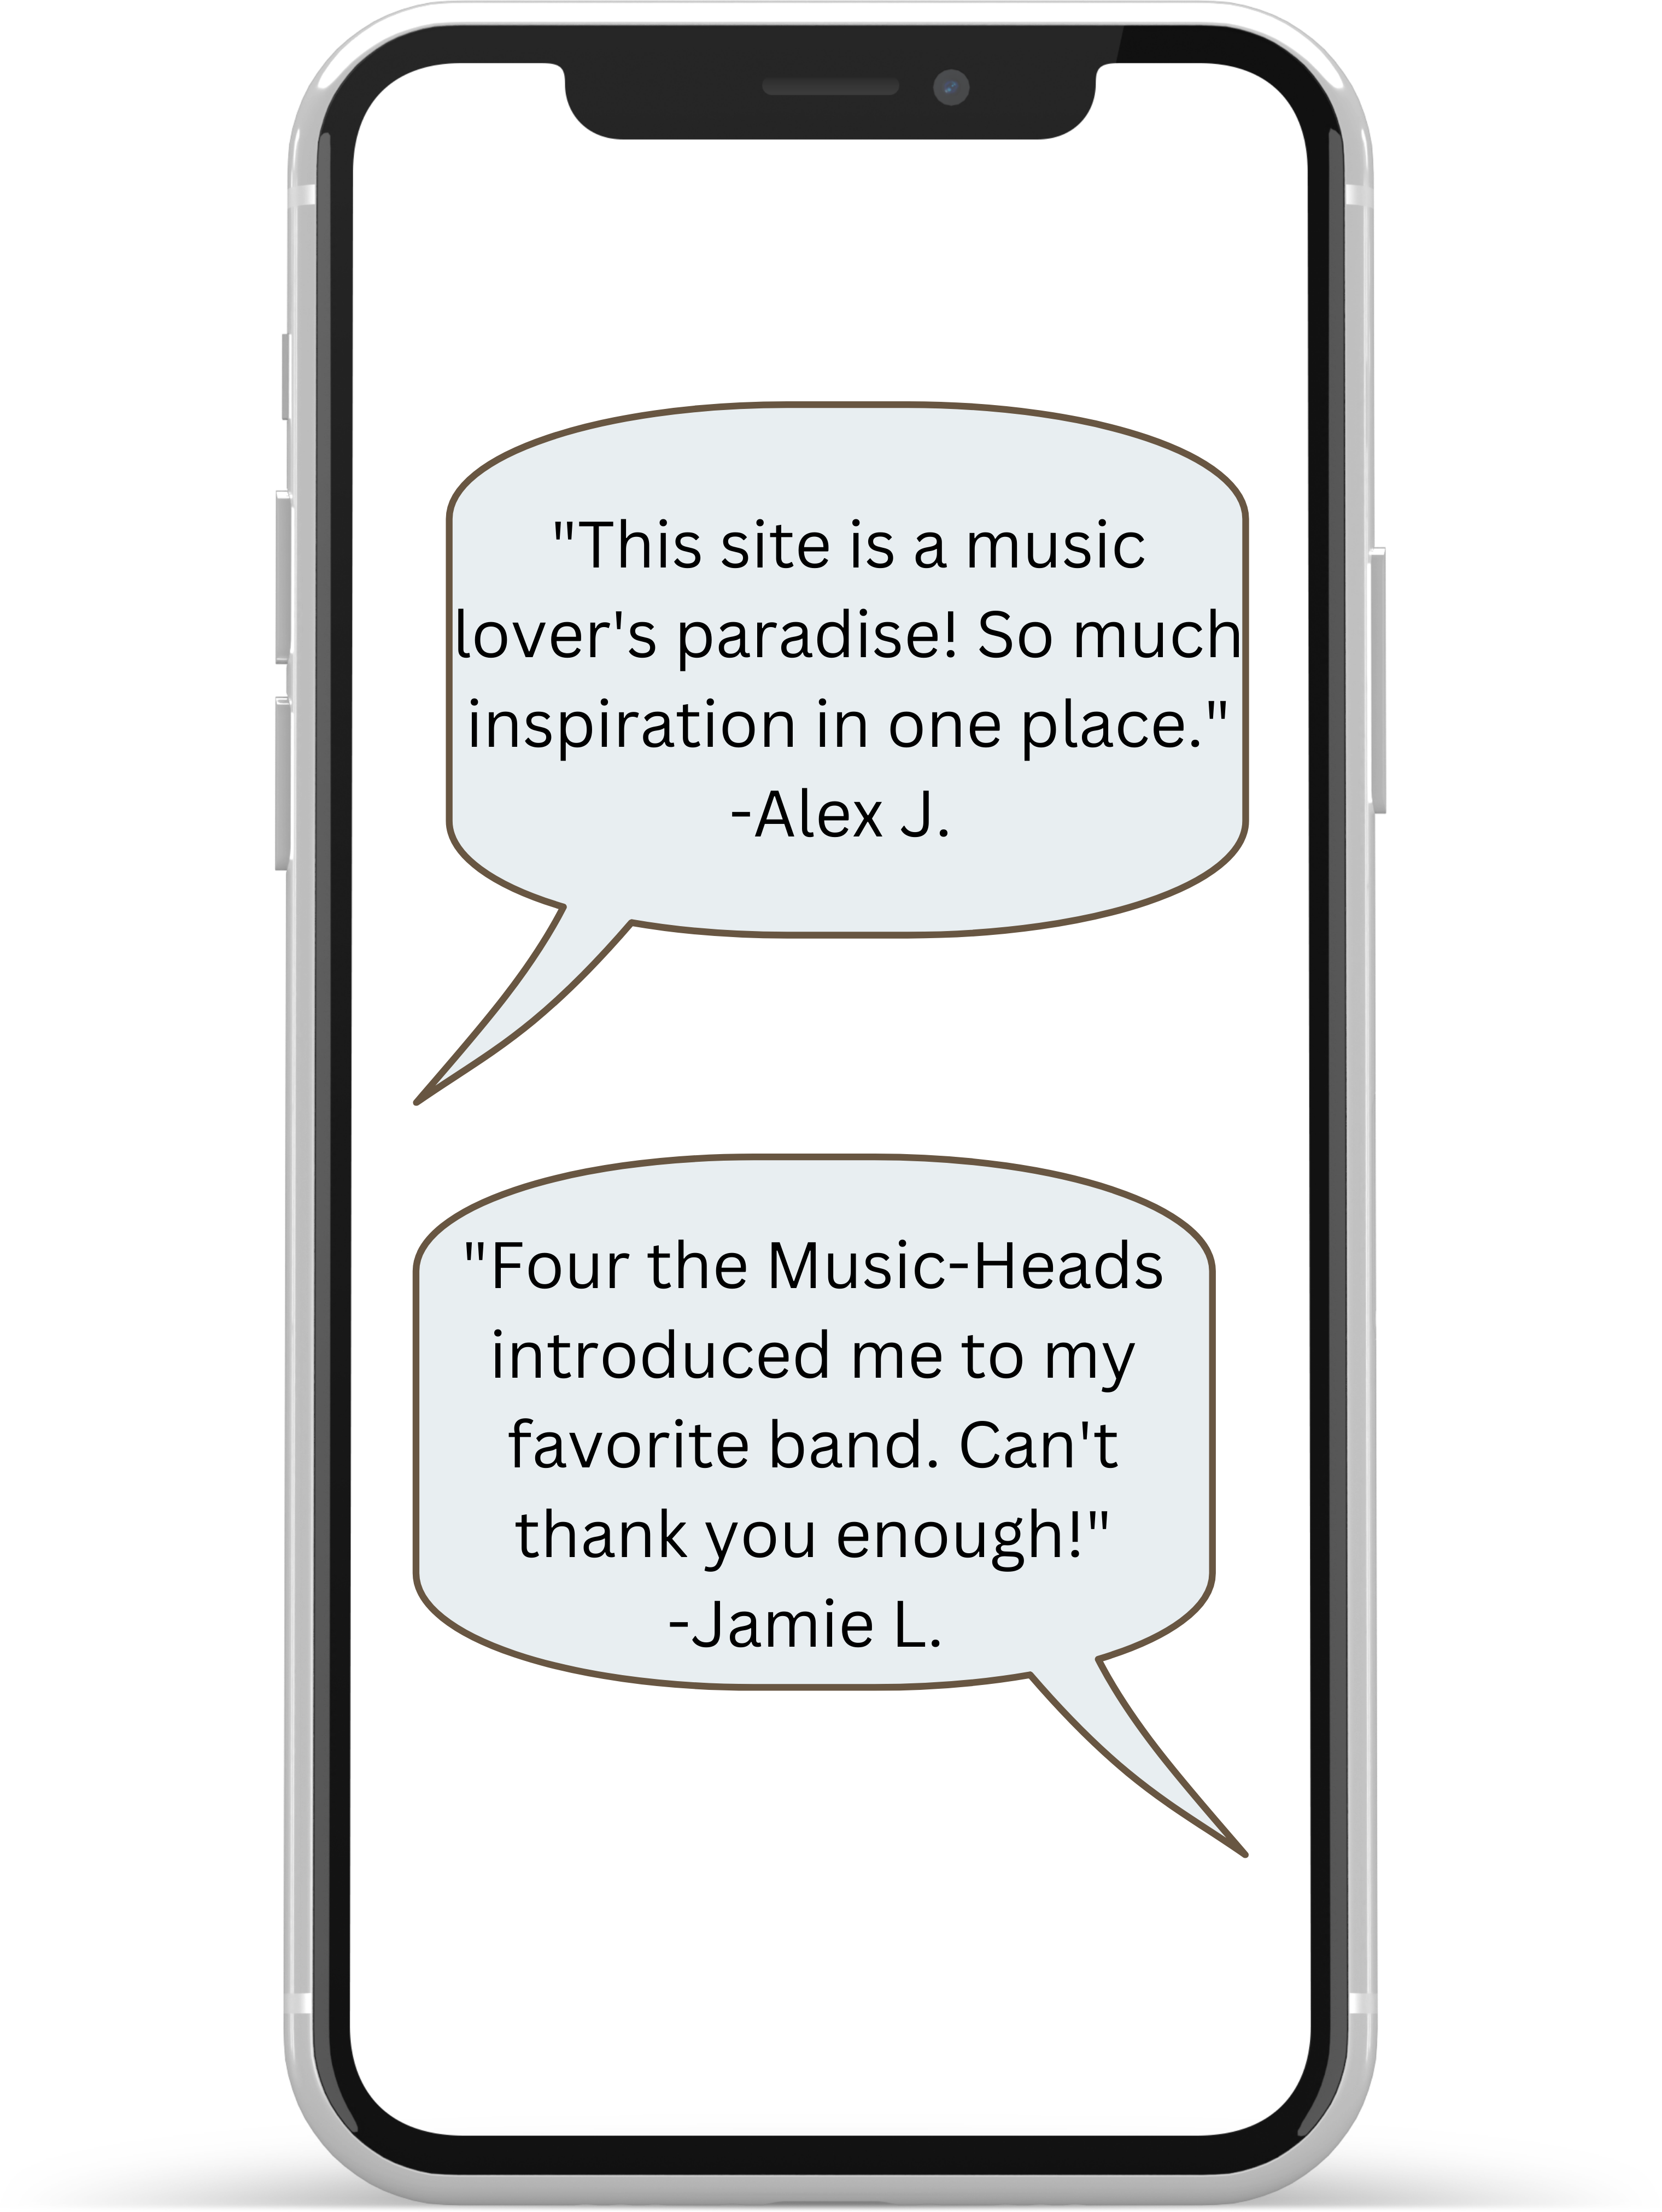 "This site is a music
lover's paradise! So much
inspiration in one place."
-Alex J.
"Four the Music-Heads
introduced me to my
favorite band. Can't
thank you enough!"
-Jamie L.